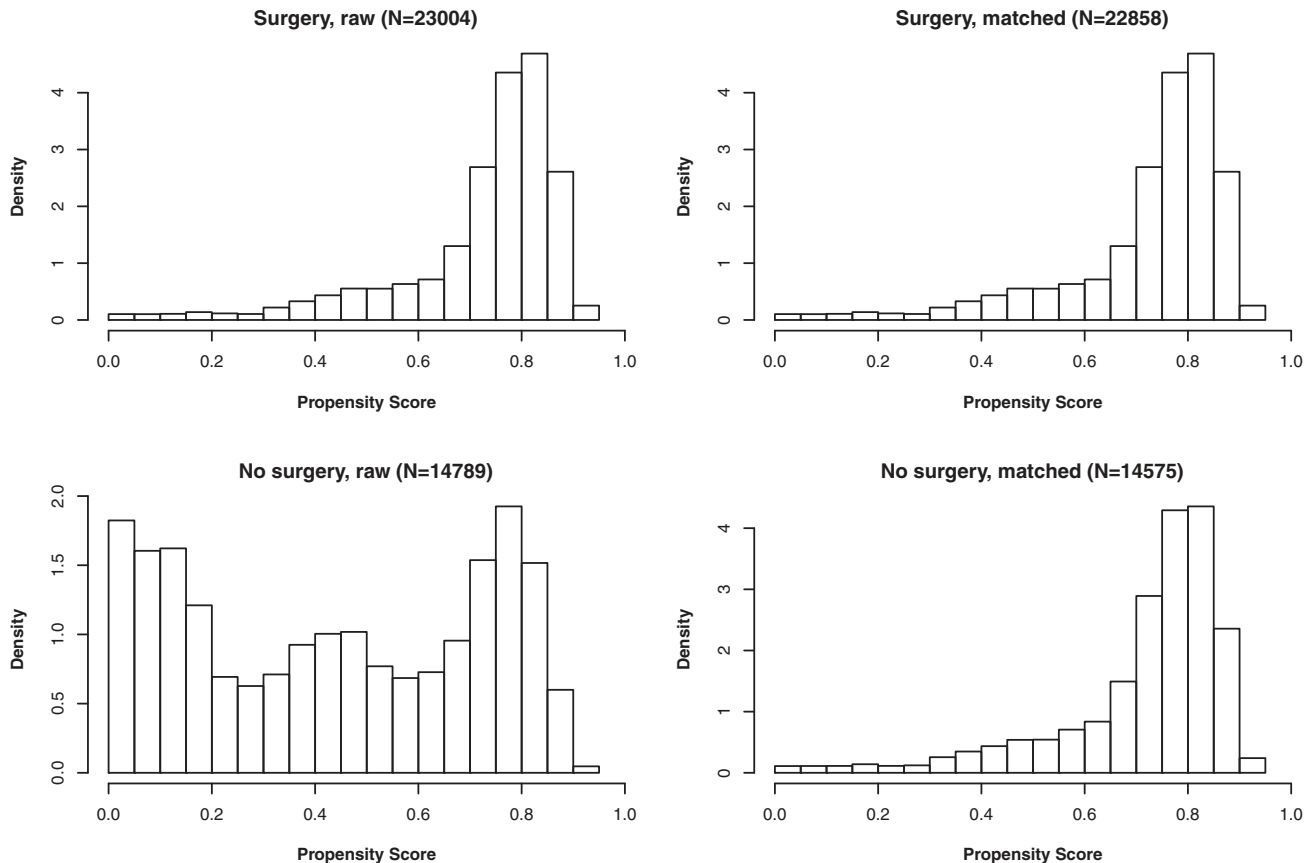 Surgery, raw (N=23004)
Density
0 1 2 3 4
0.0 0.2 0.4 0.6 0.8 1.0
Propensity Score
Surgery, matched (N=22858)
Density
0 1 2 3 4
0.0 0.2 0.4 0.6 0.8 1.0
Propensity Score
No surgery, raw (N=14789)
Density
0.0 0.5 1.0 1.5 2.0
0.0 0.2 0.4 0.6 0.8 1.0
Propensity Score
No surgery, matched (N=14575)
Density
0 1 2 3 4
0.0 0.2 0.4 0.6 0.8 1.0
Propensity Score